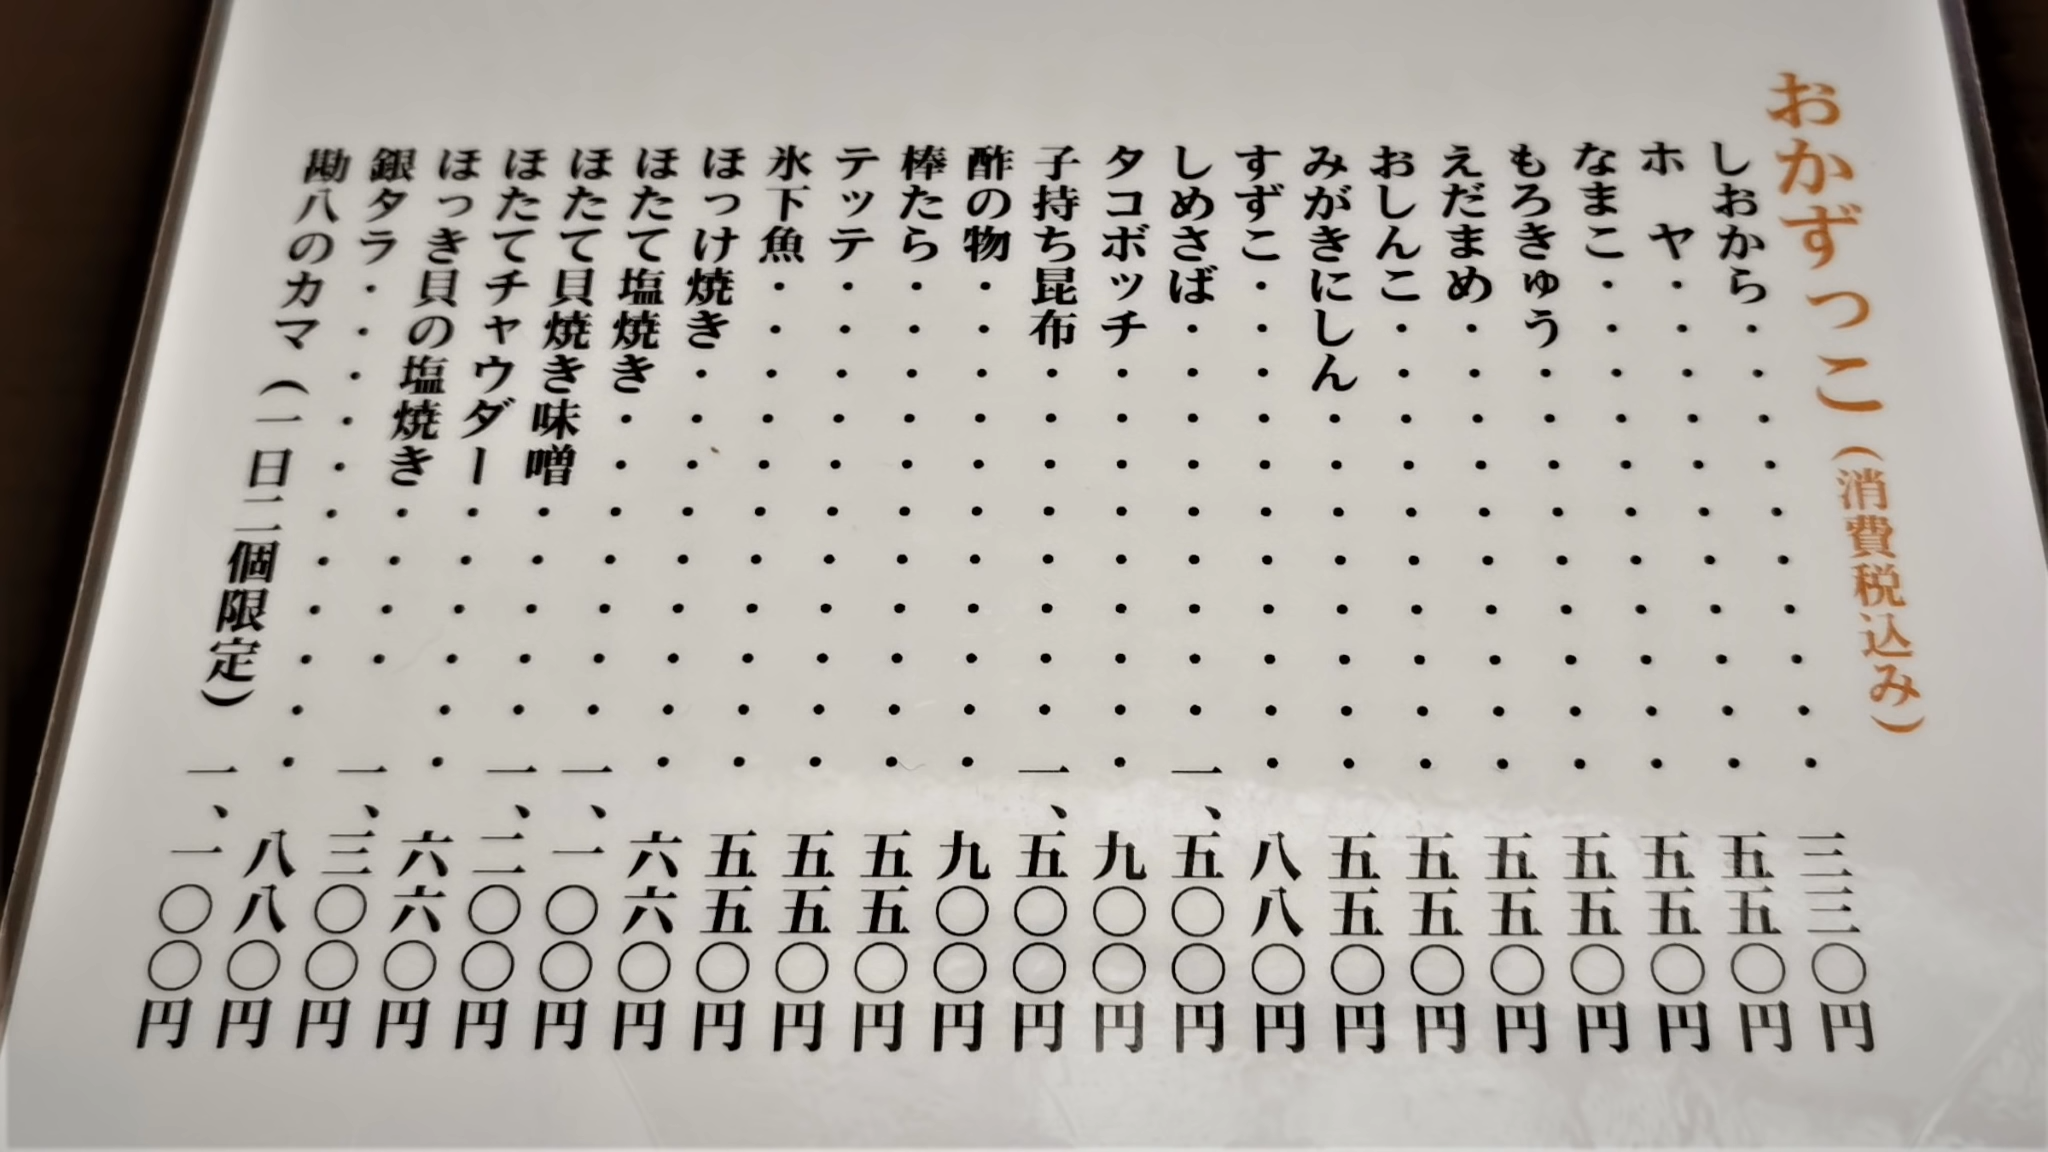 おかずっこ(消費税込み)
しおから・・・・・・・・・・三三〇円
ホ ヤ・・・・・・・・・・・五五〇円
なまこ・・・・・・・・・・・五五〇円
もろきゅう・・・・・・・・・五五〇円
えだまめ・・・・・・・・・・五五〇円
おしんこ・・・・・・・・・・五五〇円
みがきにしん・・・・・・・・五五〇円
すずこ・・・・・・・・・・・八八〇円
しめさば・・・・・・・・・一、五〇〇円
タコボッチ・・・・・・・・・九〇〇円
子持ち昆布・・・・・・・・一、五〇〇円
酢の物・・・・・・・・・・・九〇〇円
棒たら・・・・・・・・・・・五五〇円
テッテ・・・・・・・・・・・五五〇円
氷下魚・・・・・・・・・・・五五〇円
ほっけ焼き・・・・・・・・・六六〇円
ほたて塩焼き・・・・・・・一、一〇〇円
ほたて貝焼き味噌・・・・・一、二〇〇円
ほたてチャウダー・・・・・・六六〇円
ほっき貝の塩焼き・・・・一、三〇〇円
銀タラ・・・・・・・・・・・八八〇円
勘八のカマ(一日二個限定) 一、一〇〇円